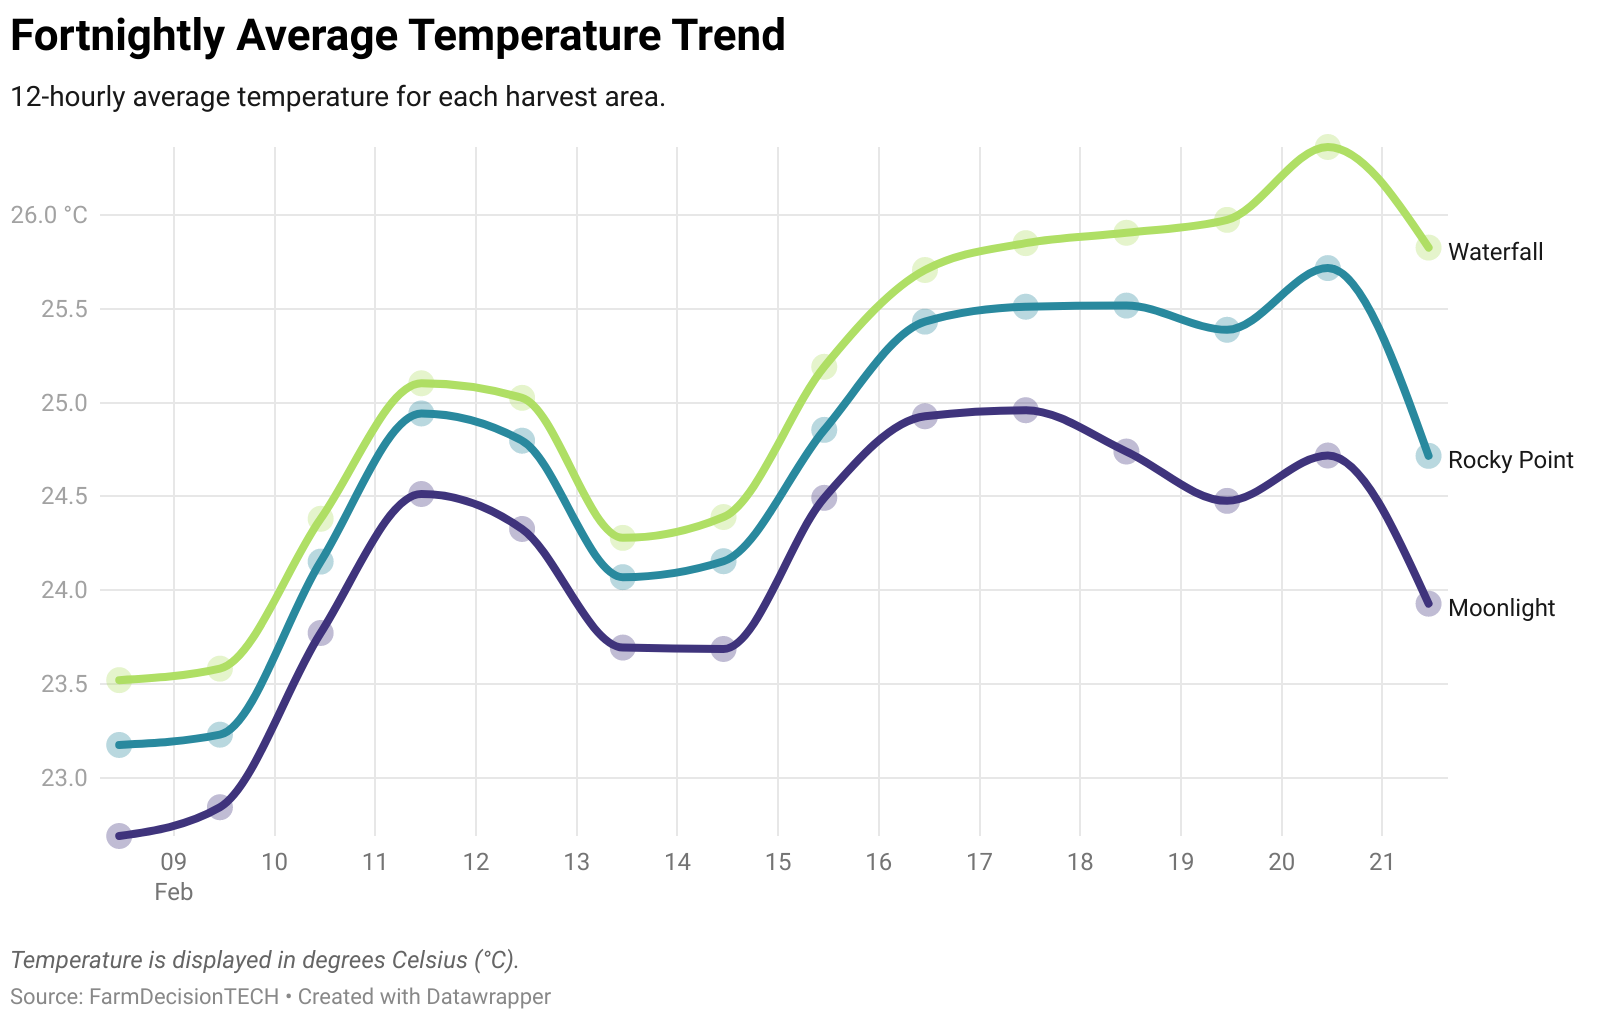 Fortnightly Average Temperature Trend
12-hourly average temperature for each harvest area.
26.0 °C
25.5
25.0
24.5
24.0
23.5
23.0
Waterfall
Rocky Point
Moonlight
09 10 11 12 13 14 15 16 17 18 19 20 21
Feb
Temperature is displayed in degrees Celsius (°C).
Source: FarmDecisionTECH • Created with Datawrapper